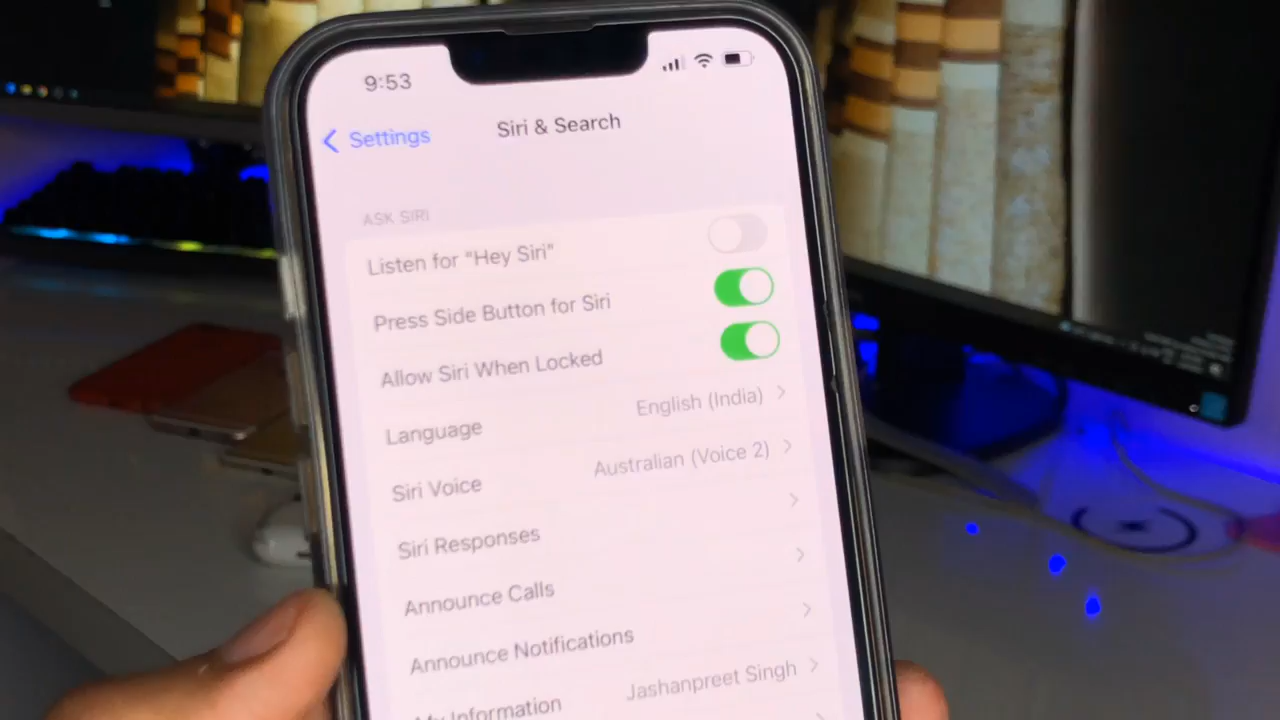 9:53
Settings
Siri & Search
ASK SIRI
Listen for "Hey Siri"
Press Side Button for Siri
Allow Siri When Locked
Language English (India)
Siri Voice Australian (Voice 2)
Siri Responses
Announce Calls
Announce Notifications
My Information Jashanpreet Singh